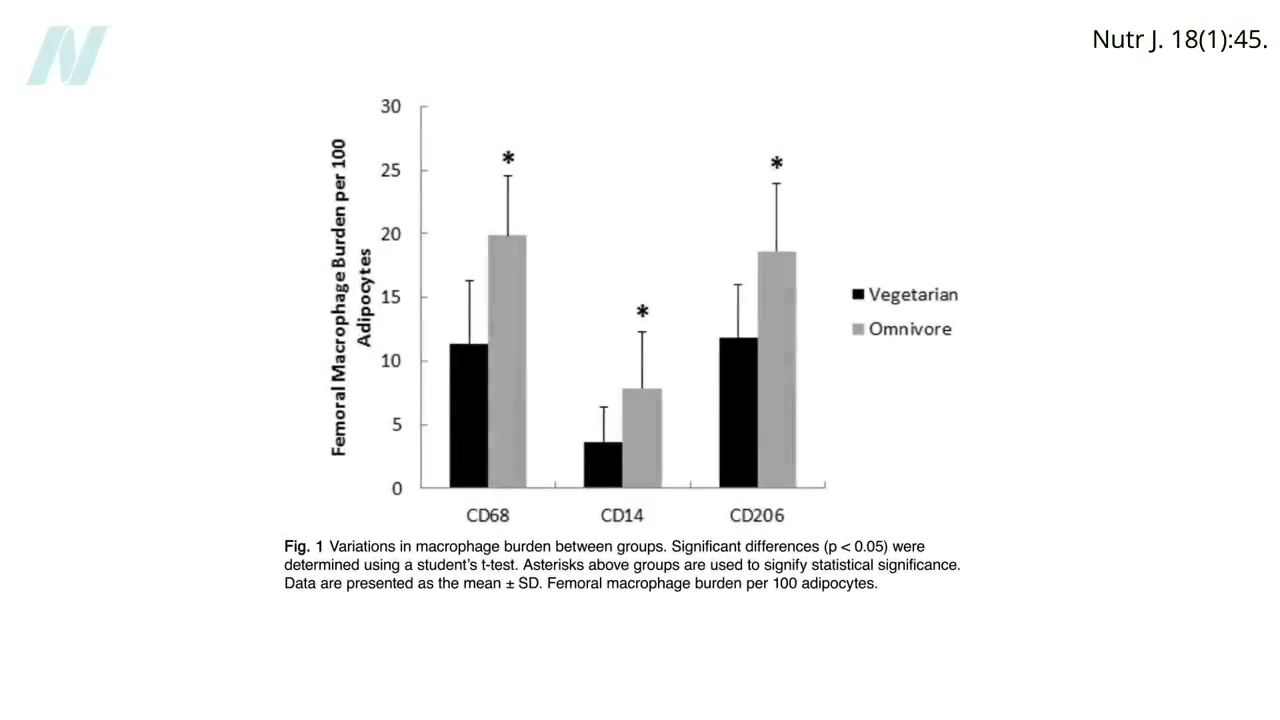 Nutr J. 18(1):45.
30
25
20
15
10
5
0
Femoral Macrophage Burden per 100
Adipocytes
*
*
*
CD68
CD14
CD206
Vegetarian
Omnivore
Fig. 1 Variations in macrophage burden between groups. Significant differences (p < 0.05) were
determined using a student’s t-test. Asterisks above groups are used to signify statistical significance.
Data are presented as the mean ± SD. Femoral macrophage burden per 100 adipocytes.